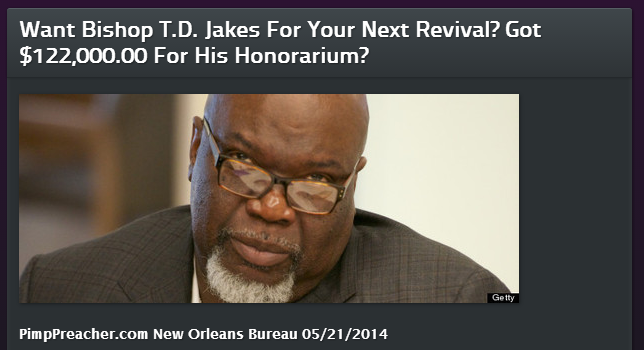 Want Bishop T.D. Jakes For Your Next Revival? Got
$122,000.00 For His Honorarium?
Getty
PimpPreacher.com New Orleans Bureau 05/21/2014